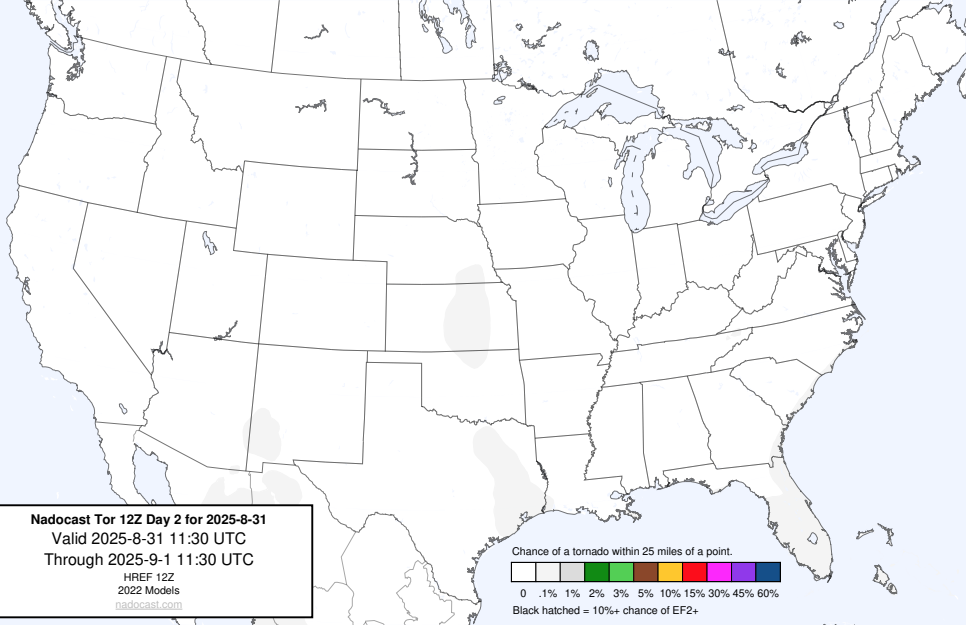 Nadocast Tor 12Z Day 2 for 2025-8-31
Valid 2025-8-31 11:30 UTC
Through 2025-9-1 11:30 UTC
HREF 12Z
2022 Models
nadocast.com
Chance of a tornado within 25 miles of a point.
0 .1% 1% 2% 3% 5% 10% 15% 30% 45% 60%
Black hatched = 10%+ chance of EF2+